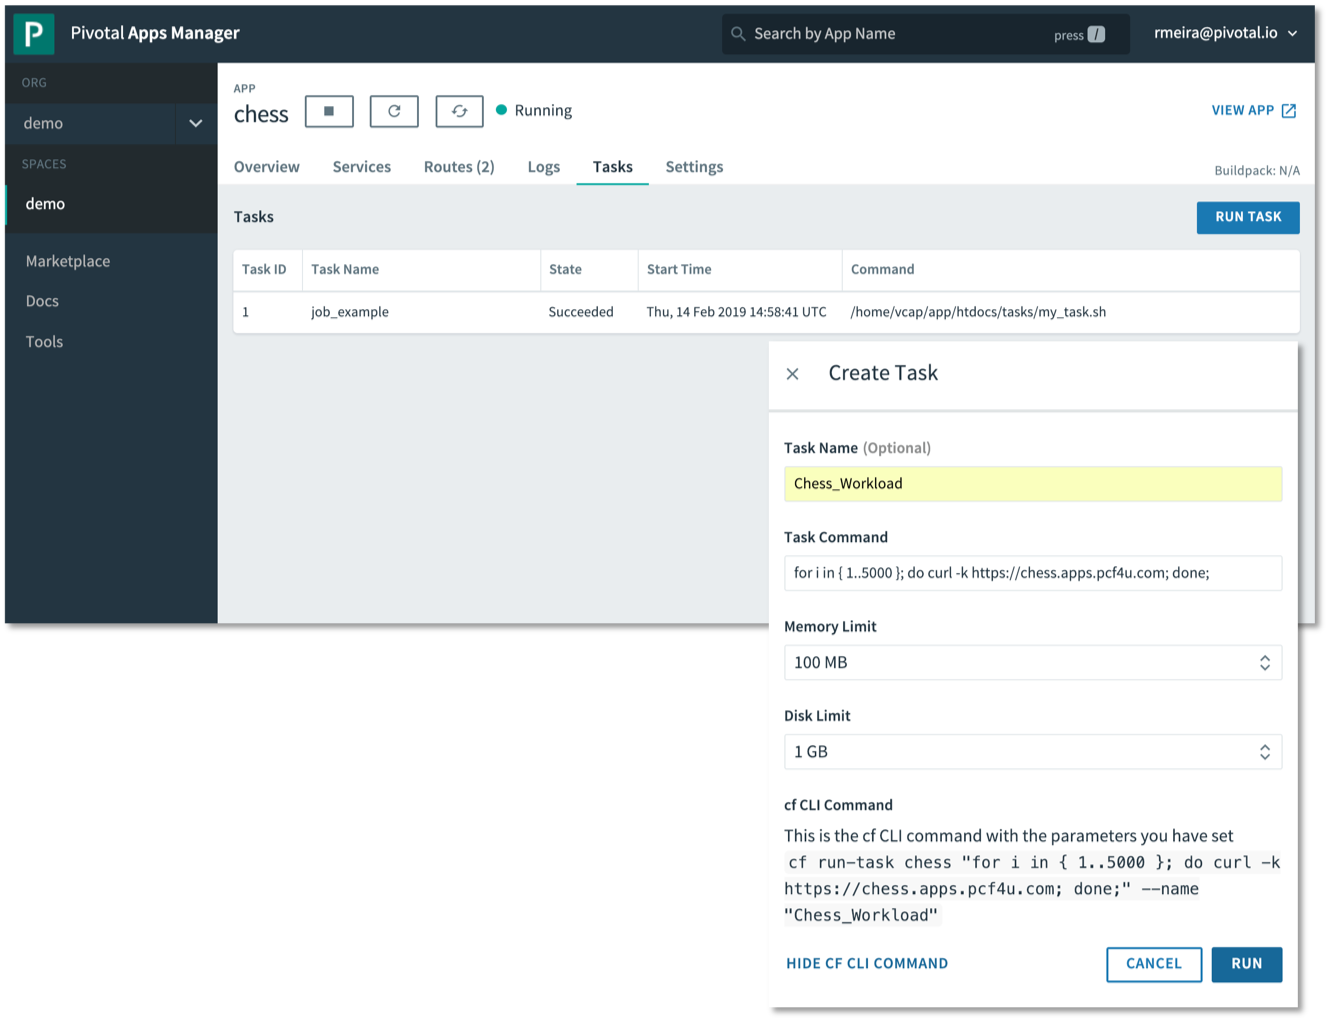 P Pivotal Apps Manager
Search by App Name press /
rmeira@pivotal.io
ORG
demo
SPACES
demo
Marketplace
Docs
Tools
APP
chess
Running
VIEW APP
Overview Services Routes (2) Logs Tasks Settings
Buildpack: N/A
Tasks
RUN TASK
Task ID Task Name State Start Time Command
1 job_example Succeeded Thu, 14 Feb 2019 14:58:41 UTC /home/vcap/app/htdocs/tasks/my_task.sh
Create Task
Task Name (Optional)
Chess_Workload
Task Command
for i in { 1..5000 }; do curl -k https://chess.apps.pcf4u.com; done;
Memory Limit
100 MB
Disk Limit
1 GB
cf CLI Command
This is the cf CLI command with the parameters you have set
cf run-task chess "for i in { 1..5000 }; do curl -k
https://chess.apps.pcf4u.com; done;" --name
"Chess_Workload"
HIDE CF CLI COMMAND
CANCEL
RUN